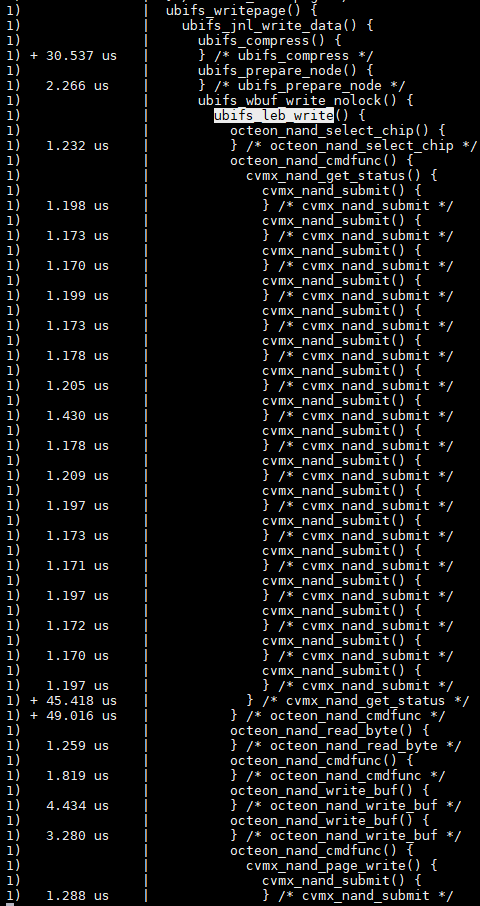 1)               |  ubifs_writepage() {
1)               |    ubifs_jnl_write_data() {
1)               |      ubifs_compress() {
1) + 30.537 us   |      } /* ubifs_compress */
1)               |      ubifs_prepare_node() {
1)   2.266 us    |      } /* ubifs_prepare_node */
1)               |      ubifs_wbuf_write_nolock() {
1)               |        ubifs_leb_write() {
1)               |          octeon_nand_select_chip() {
1)   1.232 us    |          } /* octeon_nand_select_chip */
1)               |          octeon_nand_cmdfunc() {
1)               |            cvmx_nand_get_status() {
1)               |              cvmx_nand_submit() {
1)   1.198 us    |              } /* cvmx_nand_submit */
1)               |              cvmx_nand_submit() {
1)   1.173 us    |              } /* cvmx_nand_submit */
1)               |              cvmx_nand_submit() {
1)   1.170 us    |              } /* cvmx_nand_submit */
1)               |              cvmx_nand_submit() {
1)   1.199 us    |              } /* cvmx_nand_submit */
1)               |              cvmx_nand_submit() {
1)   1.173 us    |              } /* cvmx_nand_submit */
1)               |              cvmx_nand_submit() {
1)   1.178 us    |              } /* cvmx_nand_submit */
1)               |              cvmx_nand_submit() {
1)   1.205 us    |              } /* cvmx_nand_submit */
1)               |              cvmx_nand_submit() {
1)   1.430 us    |              } /* cvmx_nand_submit */
1)               |              cvmx_nand_submit() {
1)   1.178 us    |              } /* cvmx_nand_submit */
1)               |              cvmx_nand_submit() {
1)   1.209 us    |              } /* cvmx_nand_submit */
1)               |              cvmx_nand_submit() {
1)   1.197 us    |              } /* cvmx_nand_submit */
1)               |              cvmx_nand_submit() {
1)   1.173 us    |              } /* cvmx_nand_submit */
1)               |              cvmx_nand_submit() {
1)   1.171 us    |              } /* cvmx_nand_submit */
1)               |              cvmx_nand_submit() {
1)   1.197 us    |              } /* cvmx_nand_submit */
1)               |              cvmx_nand_submit() {
1)   1.172 us    |              } /* cvmx_nand_submit */
1)               |              cvmx_nand_submit() {
1)   1.170 us    |              } /* cvmx_nand_submit */
1)               |              cvmx_nand_submit() {
1)   1.197 us    |              } /* cvmx_nand_submit */
1) + 45.418 us   |            } /* cvmx_nand_get_status */
1) + 49.016 us   |          } /* octeon_nand_cmdfunc */
1)               |          octeon_nand_read_byte() {
1)   1.259 us    |          } /* octeon_nand_read_byte */
1)               |          octeon_nand_cmdfunc() {
1)   1.819 us    |          } /* octeon_nand_cmdfunc */
1)               |          octeon_nand_write_buf() {
1)   4.434 us    |          } /* octeon_nand_write_buf */
1)               |          octeon_nand_write_buf() {
1)   3.280 us    |          } /* octeon_nand_write_buf */
1)               |          octeon_nand_cmdfunc() {
1)               |            cvmx_nand_page_write() {
1)               |              cvmx_nand_submit() {
1)   1.288 us    |              } /* cvmx_nand_submit */